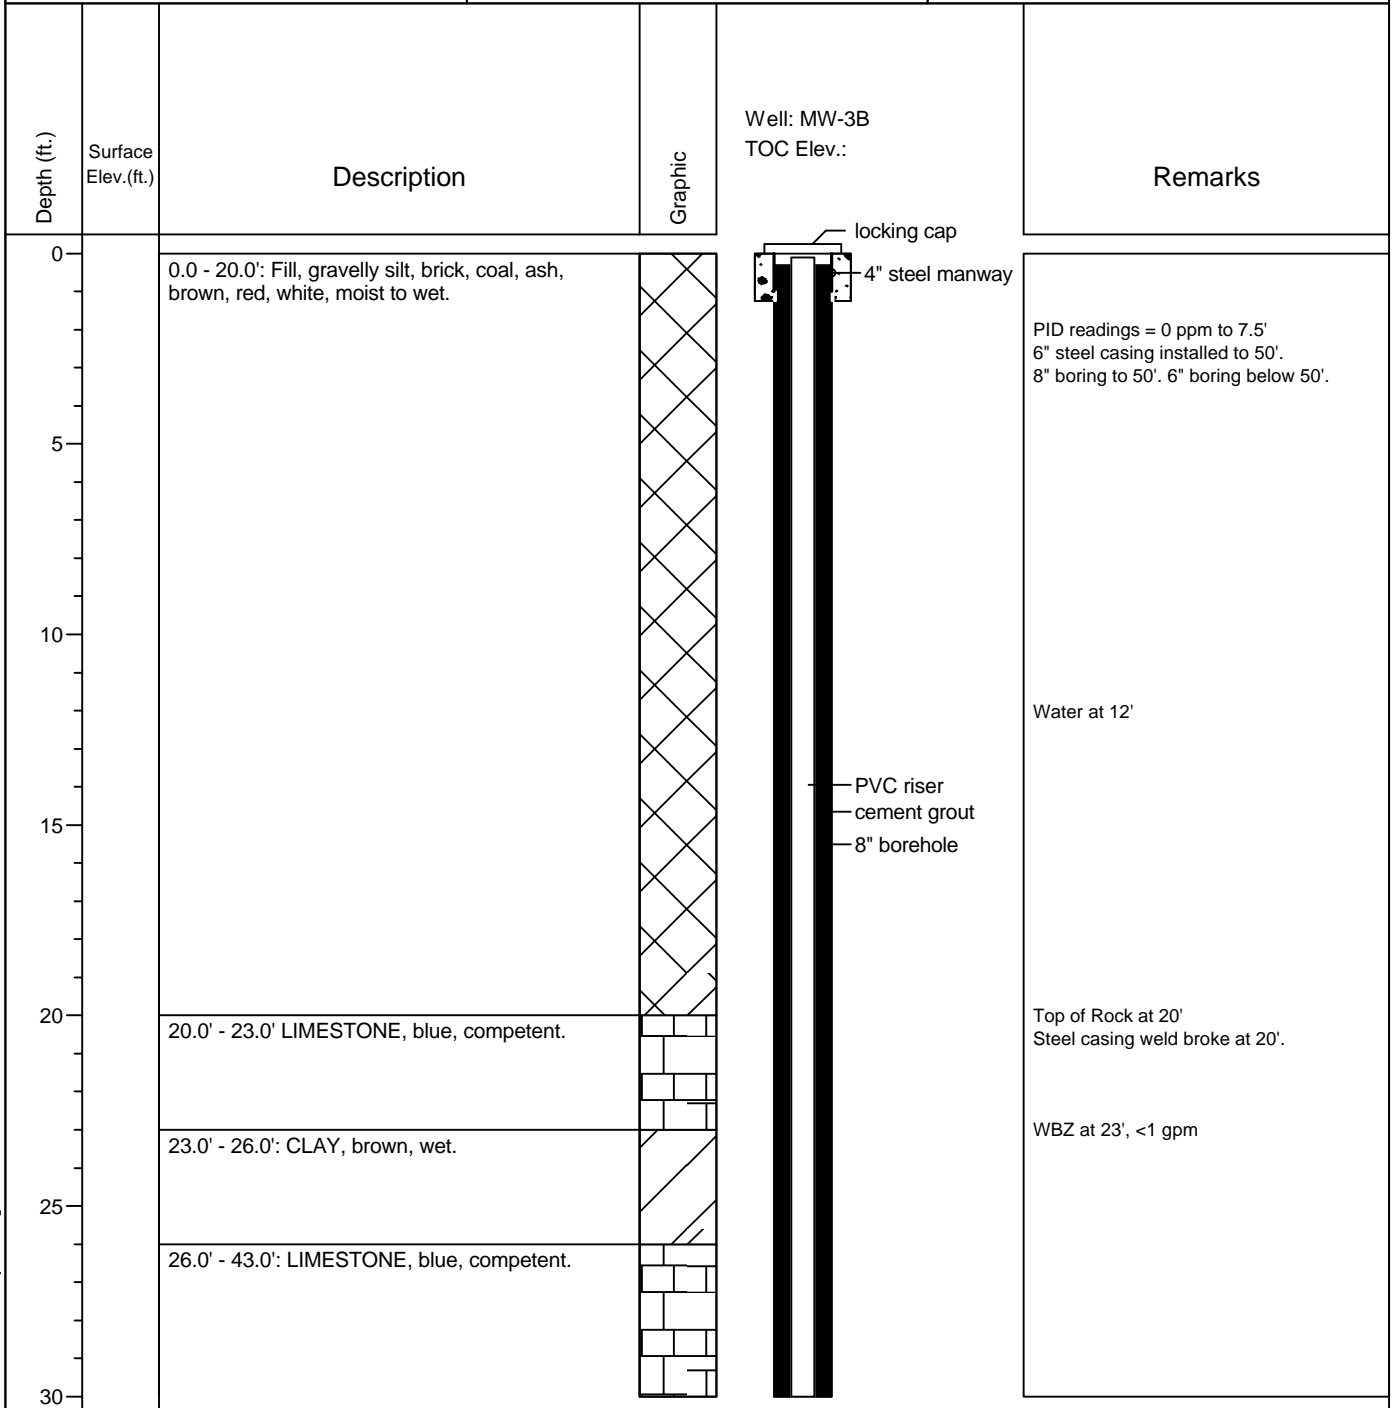 Depth (ft.)
Surface
Elev.(ft.)
Description
Graphic
Well: MW-3B
TOC Elev.:
Remarks
locking cap
4" steel manway
0
0.0 - 20.0': Fill, gravelly silt, brick, coal, ash,
brown, red, white, moist to wet.
PID readings = 0 ppm to 7.5'
6" steel casing installed to 50'.
8" boring to 50'. 6" boring below 50'.
5
10
Water at 12'
PVC riser
cement grout
8" borehole
15
20
20.0' - 23.0' LIMESTONE, blue, competent.
Top of Rock at 20'
Steel casing weld broke at 20'.
23.0' - 26.0': CLAY, brown, wet.
WBZ at 23', <1 gpm
25
26.0' - 43.0': LIMESTONE, blue, competent.
30